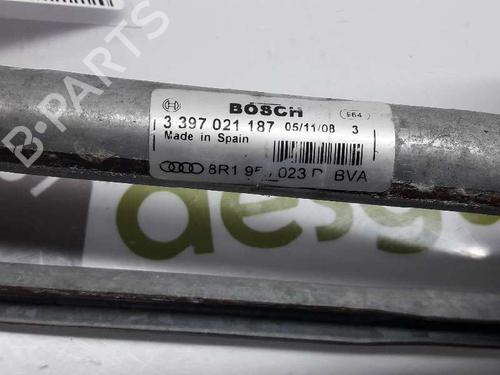 BOSCH E64
3 397 021 187 05/11/08 3
Made in Spain
8R1 95 023 BVA
B-PARTS
desg